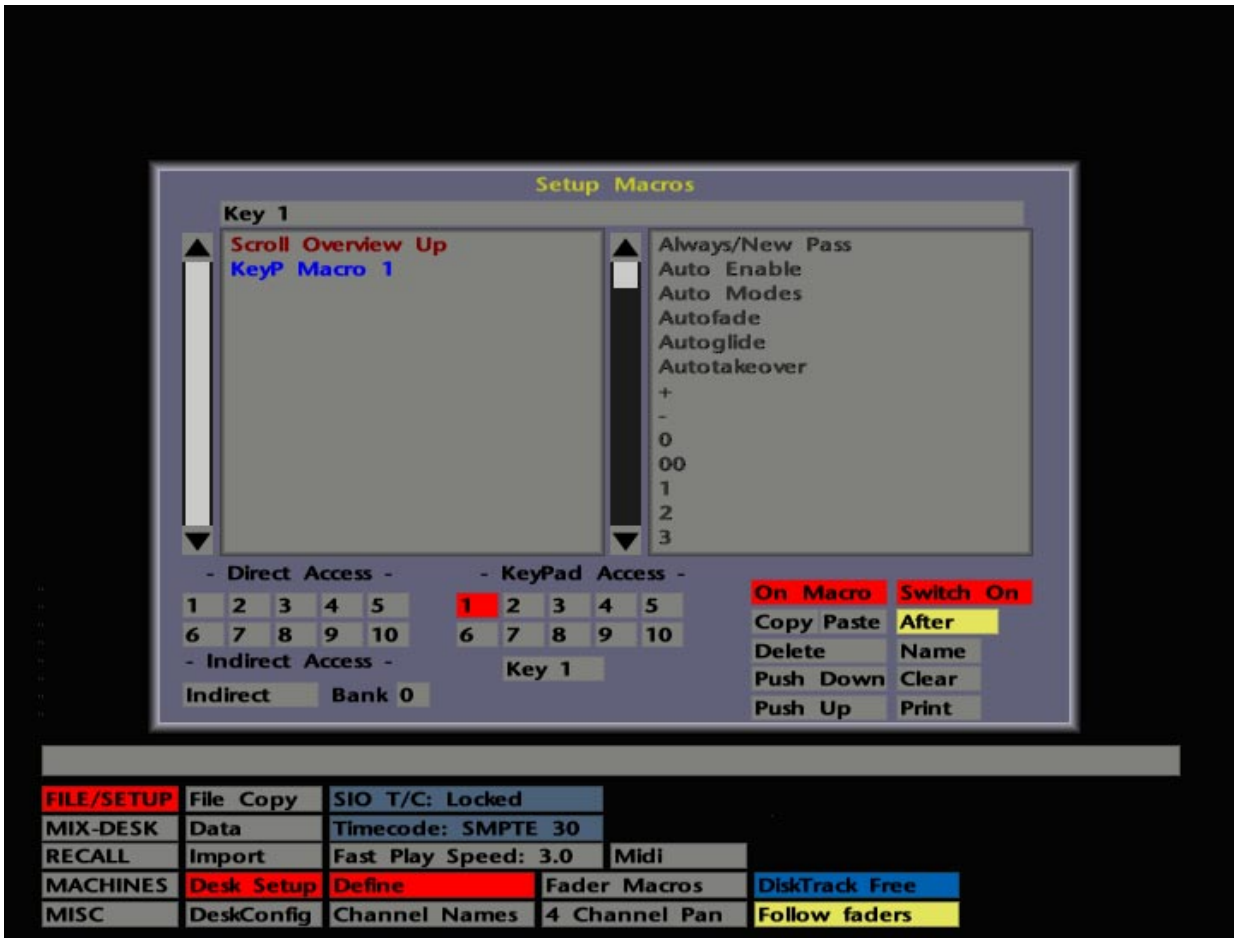 Setup Macros
Key 1
Scroll Overview Up
KeyP Macro 1
Always/New Pass
Auto Enable
Auto Modes
Autofade
Autoglide
Autotakeover
+
-
0
00
1
2
3
- Direct Access -
1 2 3 4 5
6 7 8 9 10
- Indirect Access -
Indirect Bank 0
- KeyPad Access -
1 2 3 4 5
6 7 8 9 10
Key 1
On Macro Switch On
Copy Paste After
Delete Name
Push Down Clear
Push Up Print
FILE/SETUP File Copy SIO T/C: Locked
MIX-DESK Data Timecode: SMPTE 30
RECALL Import Fast Play Speed: 3.0 Midi
MACHINES Desk Setup Define Fader Macros DiskTrack Free
MISC DeskConfig Channel Names 4 Channel Pan Follow faders